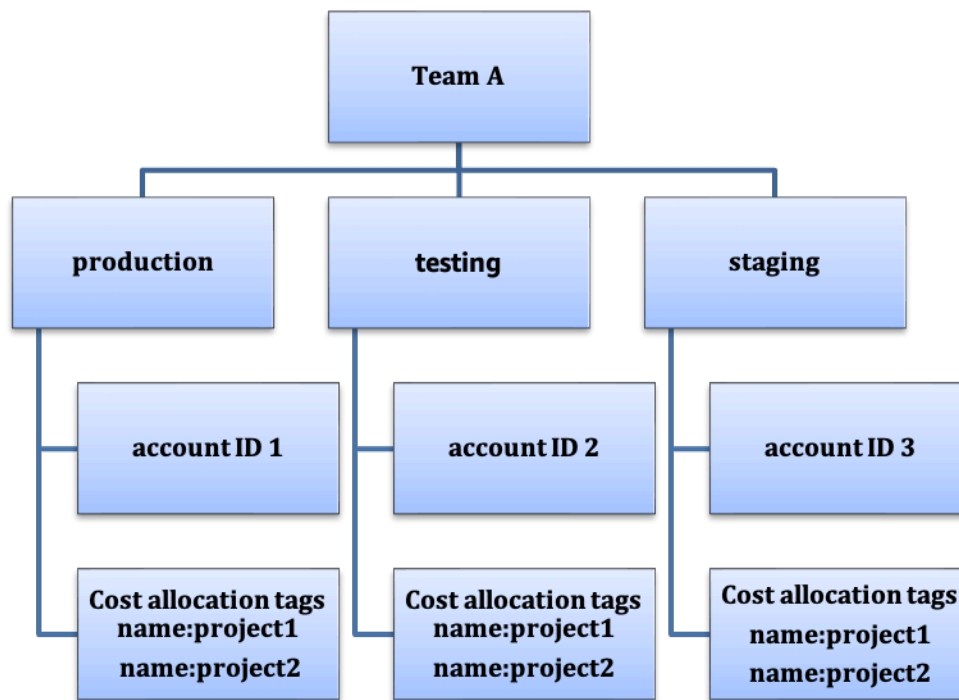 Team A
production
testing
staging
account ID 1
account ID 2
account ID 3
Cost allocation tags
name:project1
name:project2
Cost allocation tags
name:project1
name:project2
Cost allocation tags
name:project1
name:project2